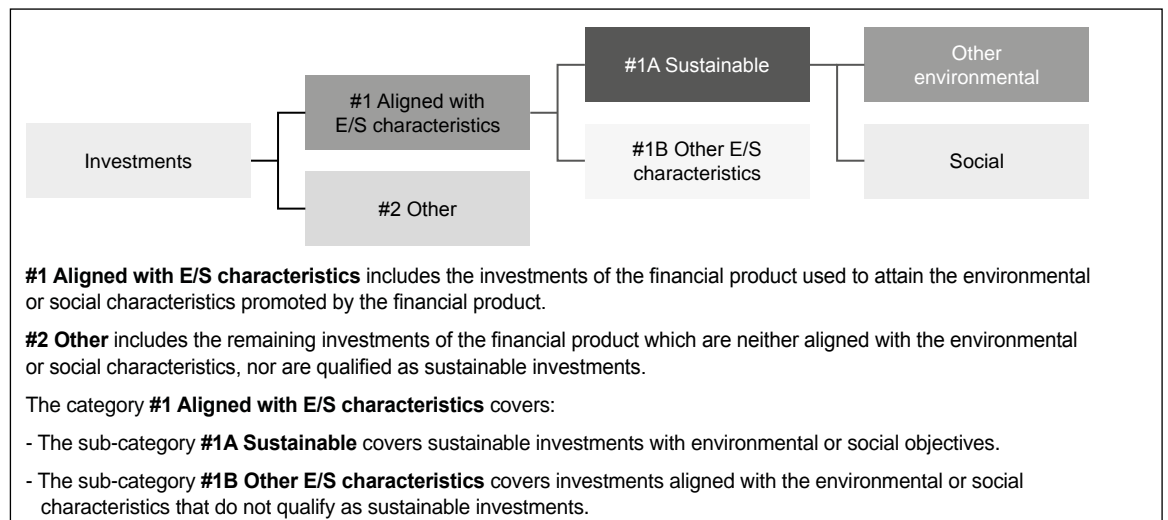 Investments
#1 Aligned with
E/S characteristics
#2 Other
#1A Sustainable
#1B Other E/S
characteristics
Other
environmental
Social
#1 Aligned with E/S characteristics includes the investments of the financial product used to attain the environmental
or social characteristics promoted by the financial product.
#2 Other includes the remaining investments of the financial product which are neither aligned with the environmental
or social characteristics, nor are qualified as sustainable investments.
The category #1 Aligned with E/S characteristics covers:
- The sub-category #1A Sustainable covers sustainable investments with environmental or social objectives.
- The sub-category #1B Other E/S characteristics covers investments aligned with the environmental or social
characteristics that do not qualify as sustainable investments.